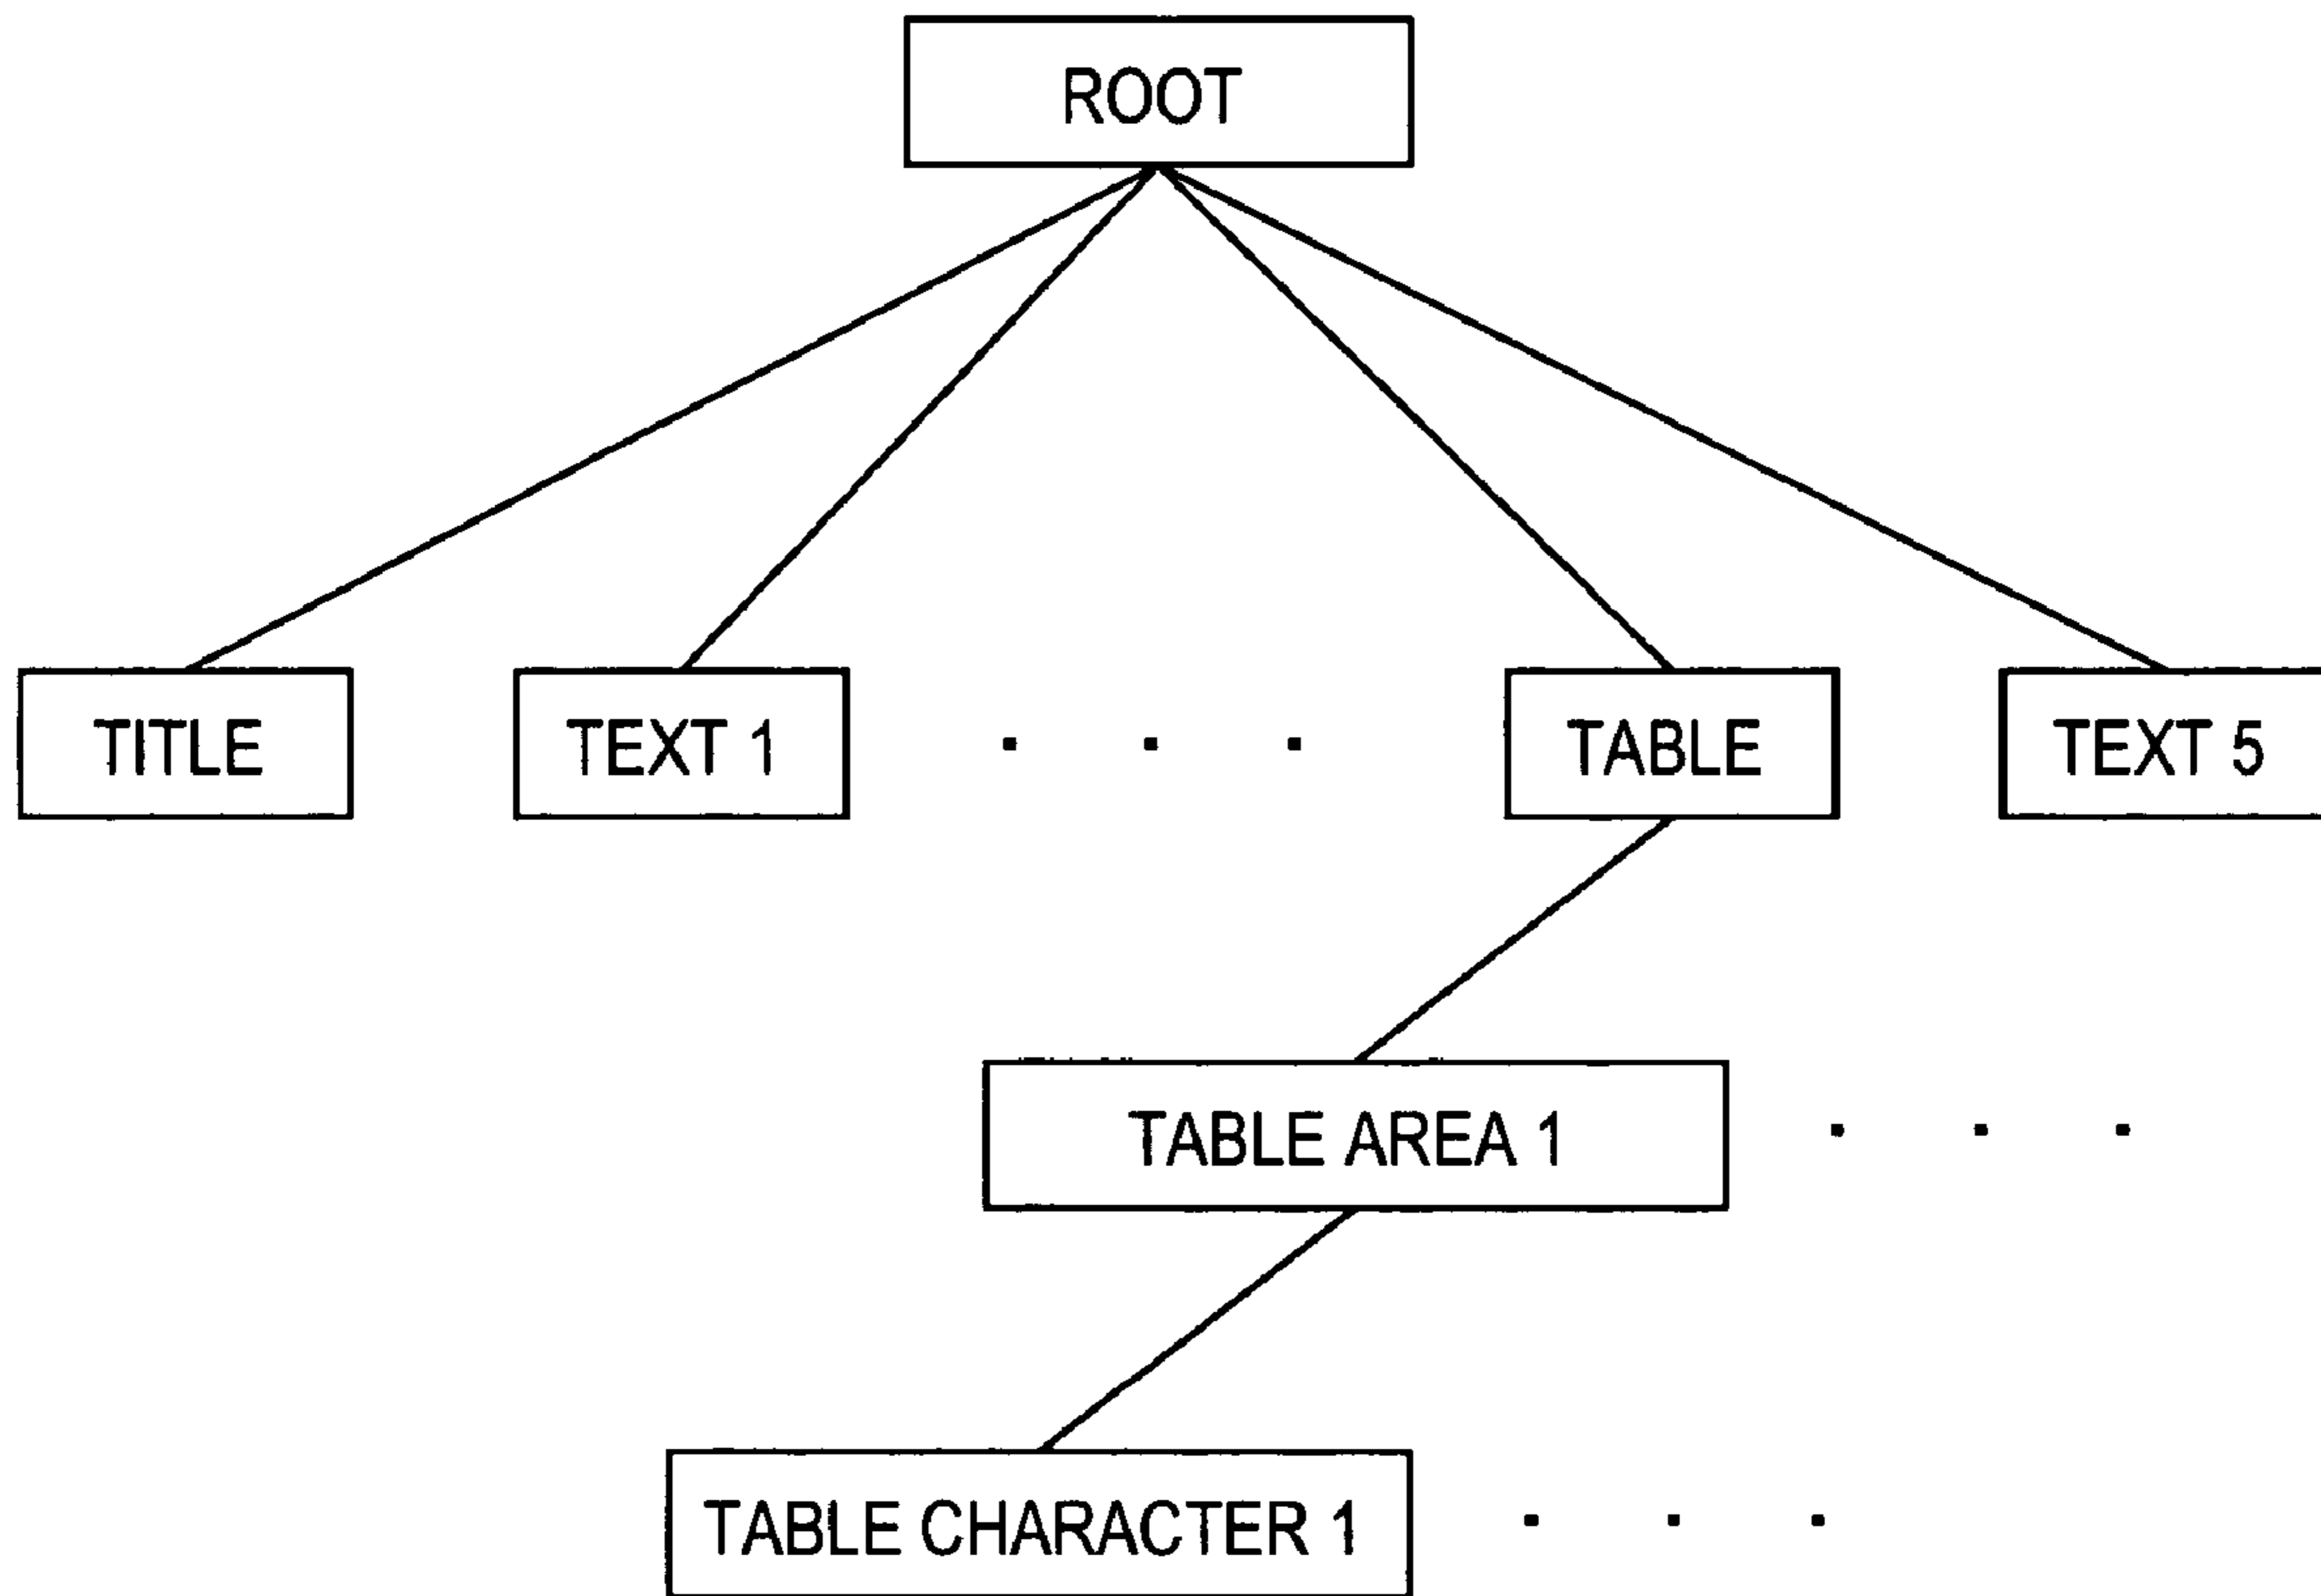 ROOT
TITLE
TEXT 1
. . .
TABLE
TEXT 5
TABLE AREA 1
. . .
TABLE CHARACTER 1
. . .